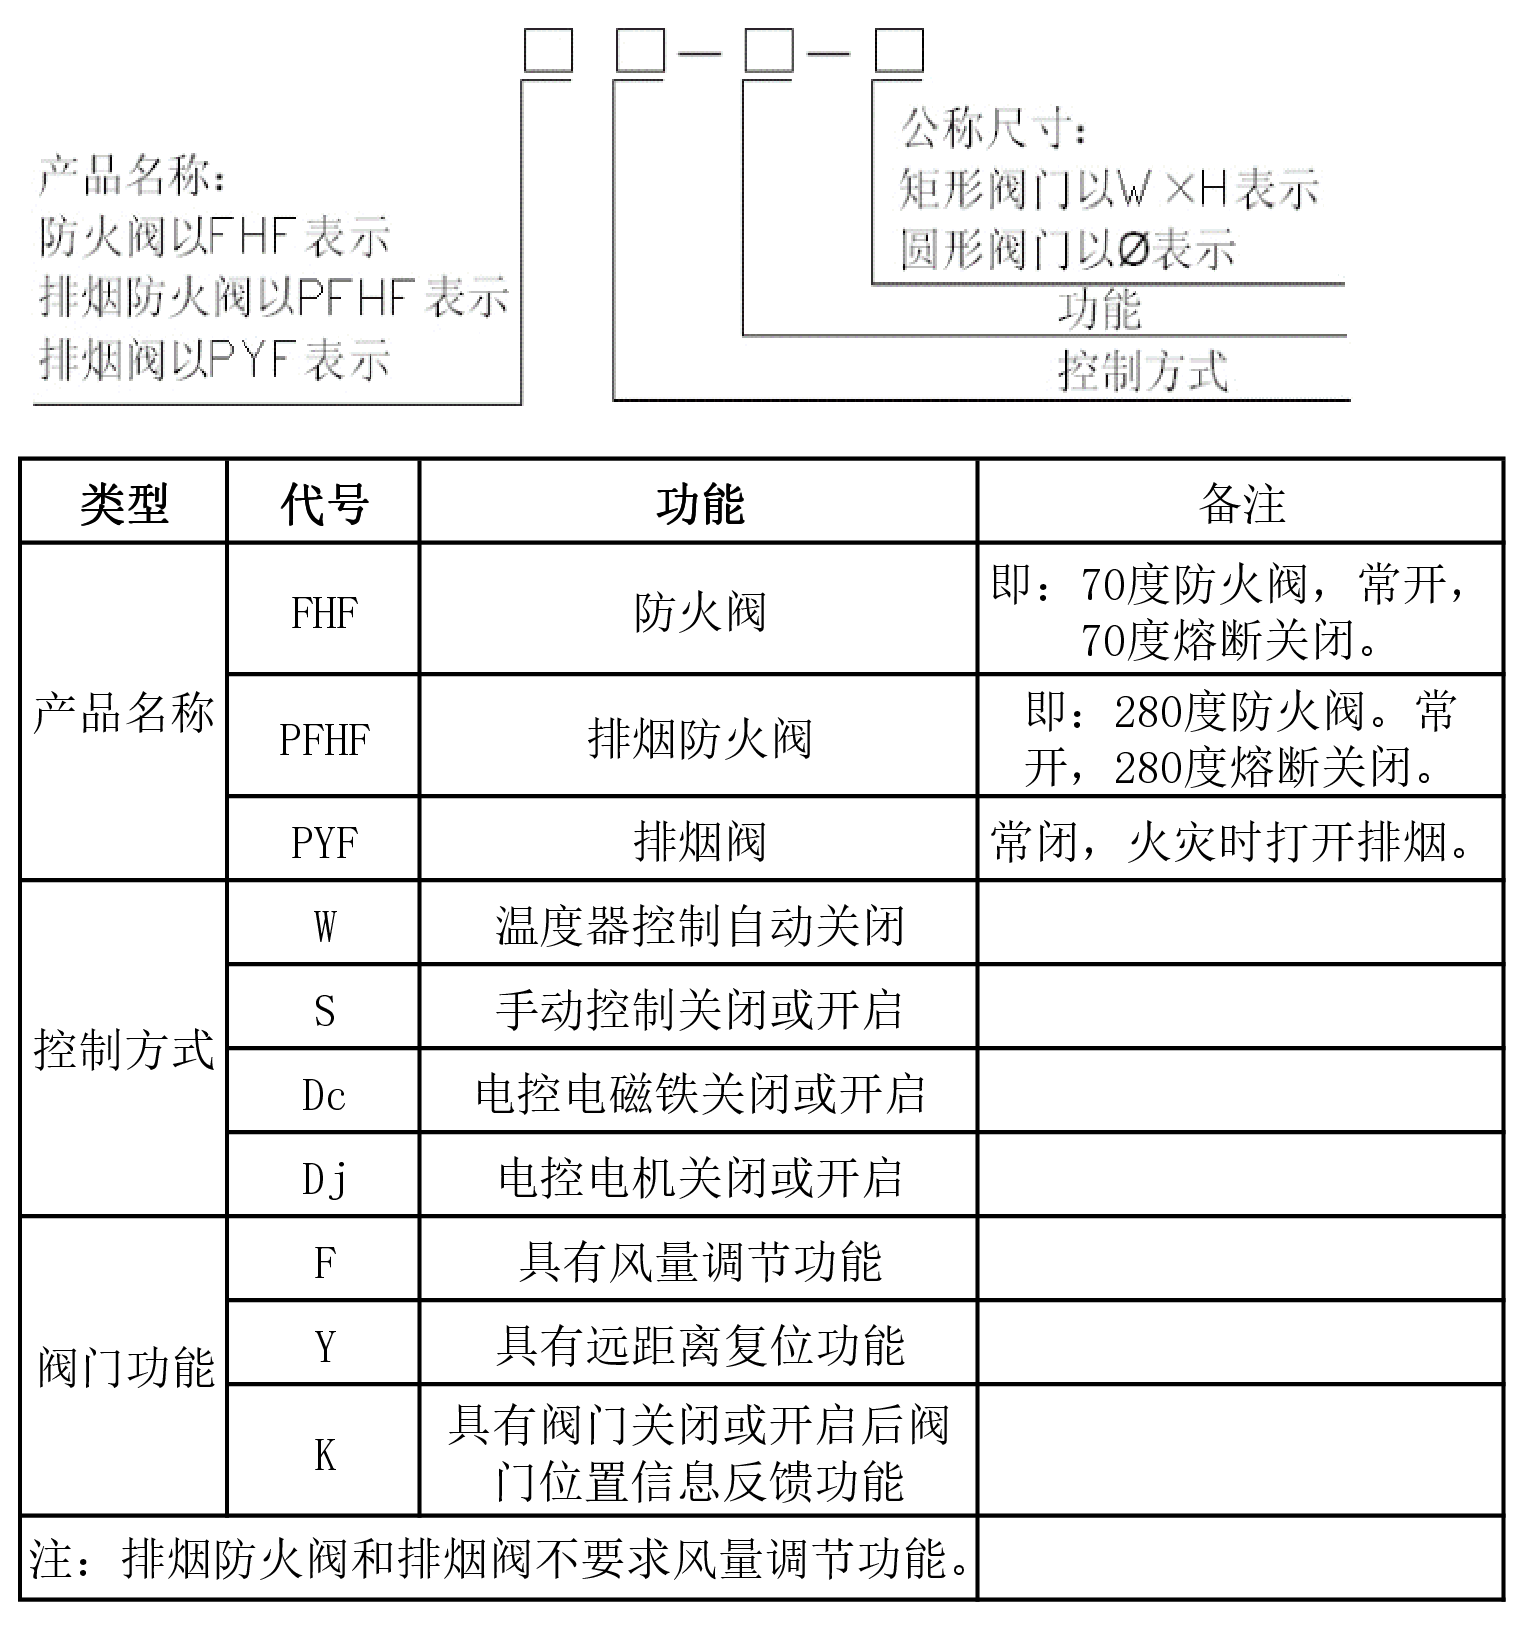 □ □－□－□
产品名称：
防火阀以FHF表示
排烟防火阀以PFHF表示
排烟阀以PYF表示
公称尺寸：
矩形阀门以W×H表示
圆形阀门以Ø表示
功能
控制方式
类型 代号 功能 备注
产品名称
FHF 防火阀 即：70度防火阀，常开，
70度熔断关闭。
PFHF 排烟防火阀 即：280度防火阀。常
开，280度熔断关闭。
PYF 排烟阀 常闭，火灾时打开排烟。
控制方式
W 温度器控制自动关闭
S 手动控制关闭或开启
Dc 电控电磁铁关闭或开启
Dj 电控电机关闭或开启
阀门功能
F 具有风量调节功能
Y 具有远距离复位功能
K 具有阀门关闭或开启后阀
门位置信息反馈功能
注：排烟防火阀和排烟阀不要求风量调节功能。